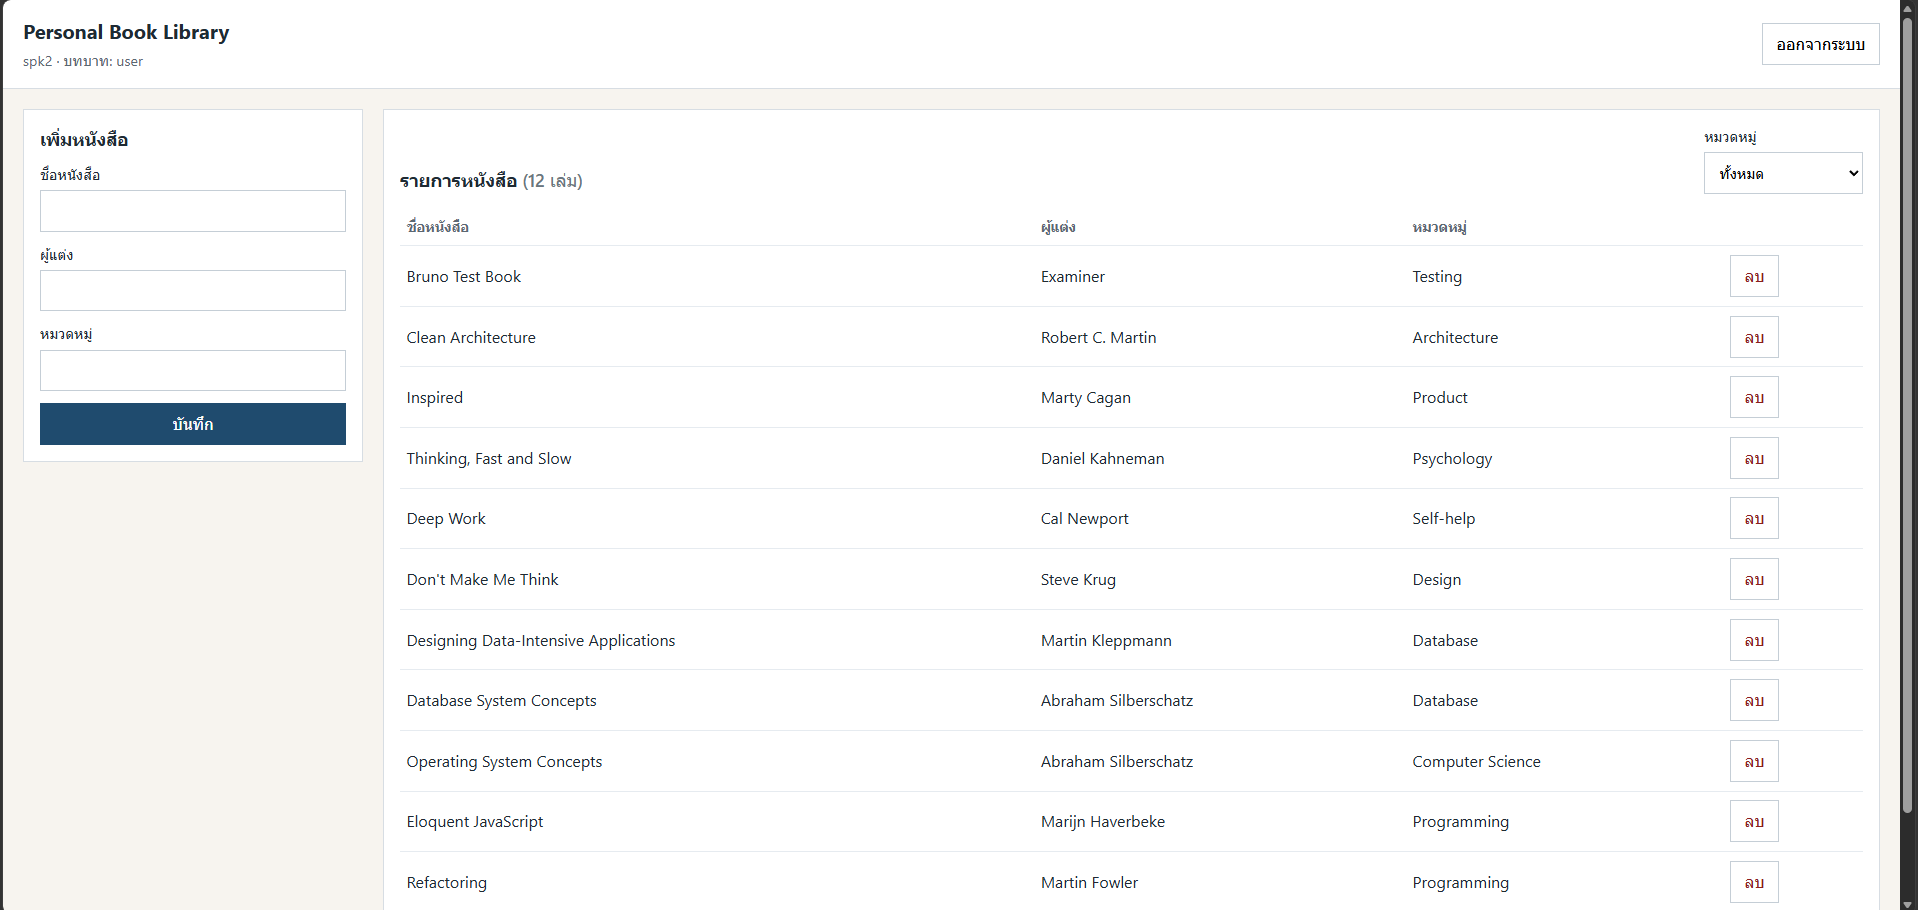 Personal Book Library
spk2 · บทบาท: user
ออกจากระบบ
เพิ่มหนังสือ
ชื่อหนังสือ
ผู้แต่ง
หมวดหมู่
บันทึก
หมวดหมู่
ทั้งหมด
รายการหนังสือ (12 เล่ม)
ชื่อหนังสือ ผู้แต่ง หมวดหมู่
Bruno Test Book Examiner Testing ลบ
Clean Architecture Robert C. Martin Architecture ลบ
Inspired Marty Cagan Product ลบ
Thinking, Fast and Slow Daniel Kahneman Psychology ลบ
Deep Work Cal Newport Self-help ลบ
Don't Make Me Think Steve Krug Design ลบ
Designing Data-Intensive Applications Martin Kleppmann Database ลบ
Database System Concepts Abraham Silberschatz Database ลบ
Operating System Concepts Abraham Silberschatz Computer Science ลบ
Eloquent JavaScript Marijn Haverbeke Programming ลบ
Refactoring Martin Fowler Programming ลบ